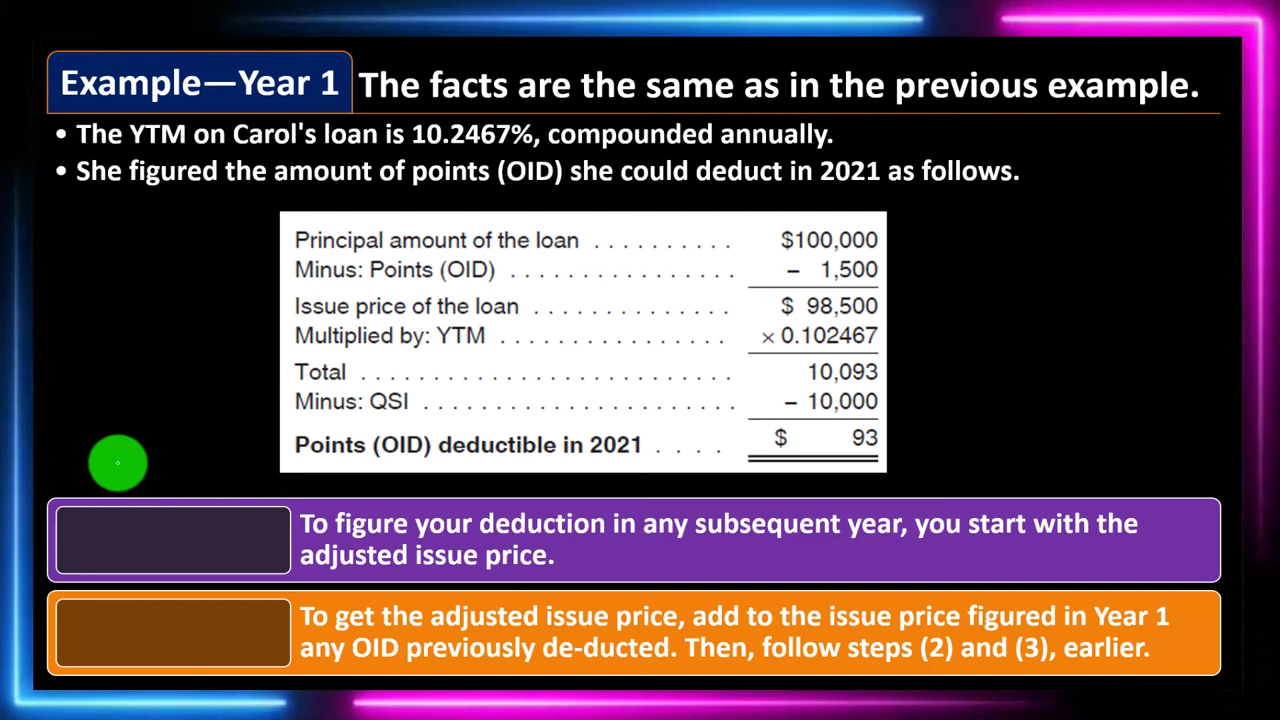 Example—Year 1 The facts are the same as in the previous example.
• The YTM on Carol's loan is 10.2467%, compounded annually.
• She figured the amount of points (OID) she could deduct in 2021 as follows.
Principal amount of the loan . . . . . . . . . . $100,000
Minus: Points (OID) . . . . . . . . . . . . . . . . – 1,500
Issue price of the loan . . . . . . . . . . . . . . $ 98,500
Multiplied by: YTM . . . . . . . . . . . . . . . . × 0.102467
Total . . . . . . . . . . . . . . . . . . . . . . . . . . 10,093
Minus: QSI . . . . . . . . . . . . . . . . . . . . . . – 10,000
Points (OID) deductible in 2021 . . . . $ 93
To figure your deduction in any subsequent year, you start with the
adjusted issue price.
To get the adjusted issue price, add to the issue price figured in Year 1
any OID previously de-ducted. Then, follow steps (2) and (3), earlier.